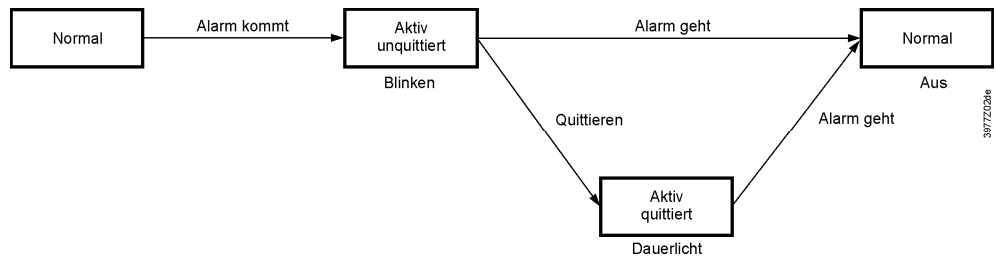 Normal
Alarm kommt
Aktiv
unquittiert
Blinken
Alarm geht
Normal
Aus
Quittieren
Alarm geht
Aktiv
quittiert
Dauerlicht
3977Z02de